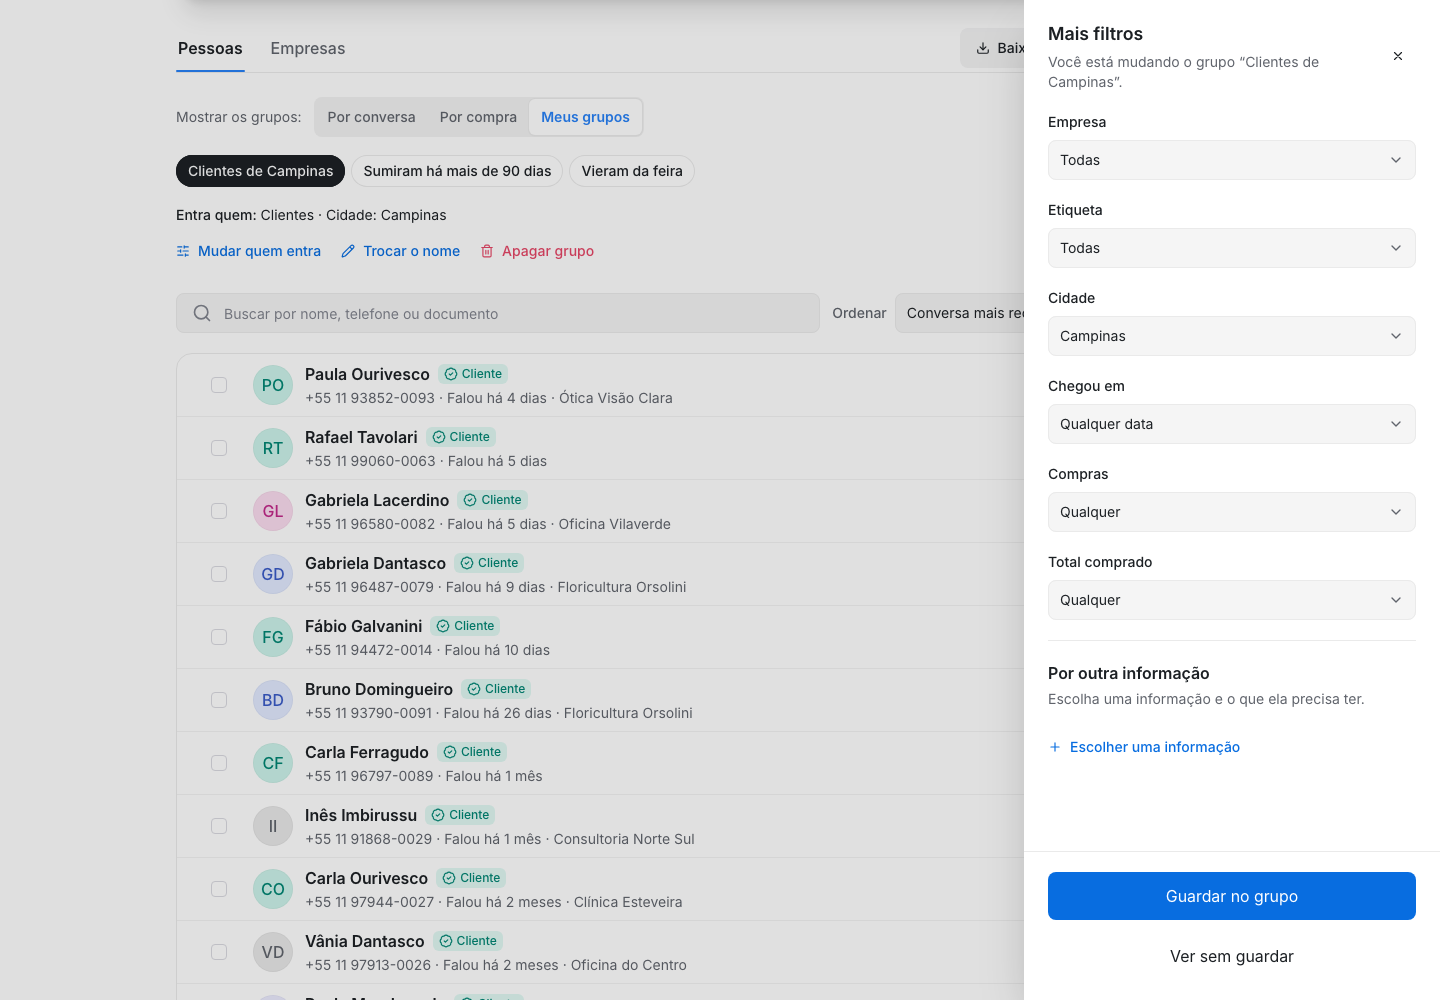 Pessoas
Empresas
Mostrar os grupos:
Por conversa
Por compra
Meus grupos
Clientes de Campinas
Sumiram há mais de 90 dias
Vieram da feira
Entra quem: Clientes · Cidade: Campinas
Mudar quem entra
Trocar o nome
Apagar grupo
Buscar por nome, telefone ou documento
Ordenar
Conversa mais
PO
Paula Ourivesco
Cliente
+55 11 93852-0093 · Falou há 4 dias · Ótica Visão Clara
RT
Rafael Tavolari
Cliente
+55 11 99060-0063 · Falou há 5 dias
GL
Gabriela Lacerdino
Cliente
+55 11 96580-0082 · Falou há 5 dias · Oficina Vilaverde
GD
Gabriela Dantasco
Cliente
+55 11 96487-0079 · Falou há 9 dias · Floricultura Orsolini
FG
Fábio Galvanini
Cliente
+55 11 94472-0014 · Falou há 10 dias
BD
Bruno Domingueiro
Cliente
+55 11 93790-0091 · Falou há 26 dias · Floricultura Orsolini
CF
Carla Ferragudo
Cliente
+55 11 96797-0089 · Falou há 1 mês
II
Inês Imbirussu
Cliente
+55 11 91868-0029 · Falou há 1 mês · Consultoria Norte Sul
CO
Carla Ourivesco
Cliente
+55 11 97944-0027 · Falou há 2 meses · Clínica Esteveira
VD
Vânia Dantasco
Cliente
+55 11 97913-0026 · Falou há 2 meses · Oficina do Centro
Mais filtros
Você está mudando o grupo “Clientes de
Campinas”.
Empresa
Todas
Etiqueta
Todas
Cidade
Campinas
Chegou em
Qualquer data
Compras
Qualquer
Total comprado
Qualquer
Por outra informação
Escolha uma informação e o que ela precisa ter.
Escolher uma informação
Guardar no grupo
Ver sem guardar